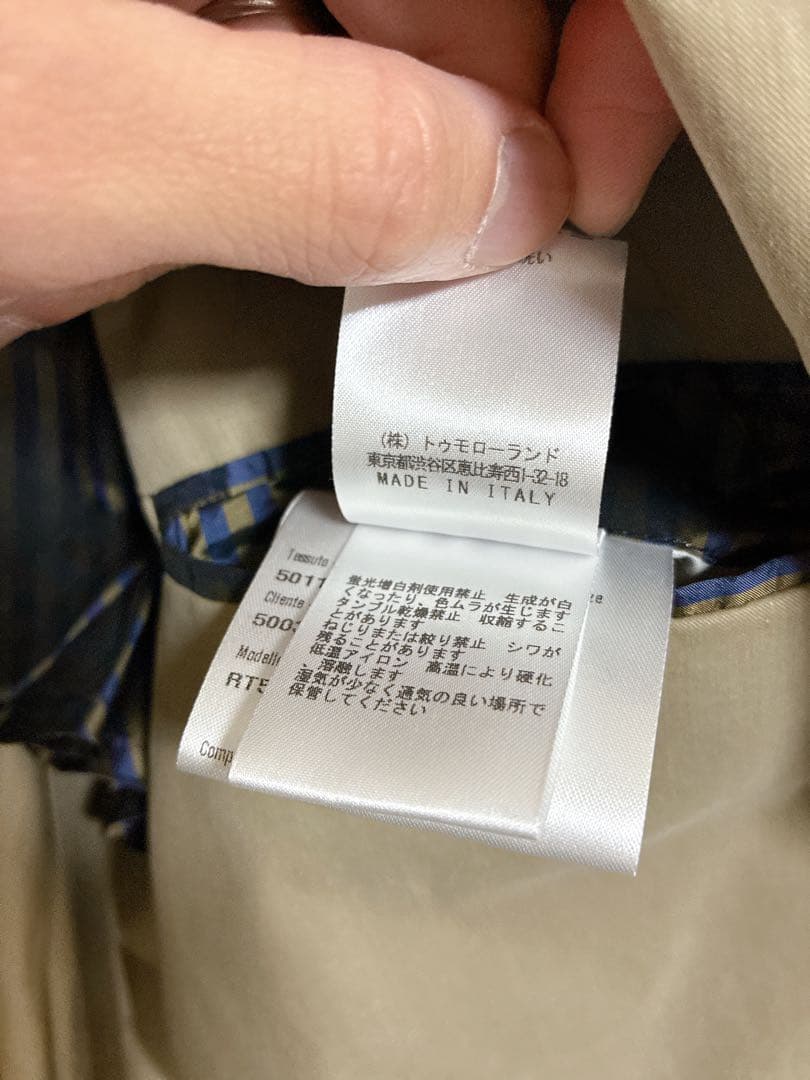 洗い
(株) トゥモローランド
東京都渋谷区恵比寿西1-32-18
MADE IN ITALY
蛍光増白剤使用禁止 生成が白
くなったり、色ムラが生じます
タンブル乾燥禁止 収縮するこ
とがあります
ねじりまたは絞り禁止 シワが
残ることがあります
低温アイロン 高温により硬化
、溶融します
湿気が少なく通気の良い場所で
保管してください
Tessuto
5011
Cliente
5003
Modello
RT5
Comp
ze